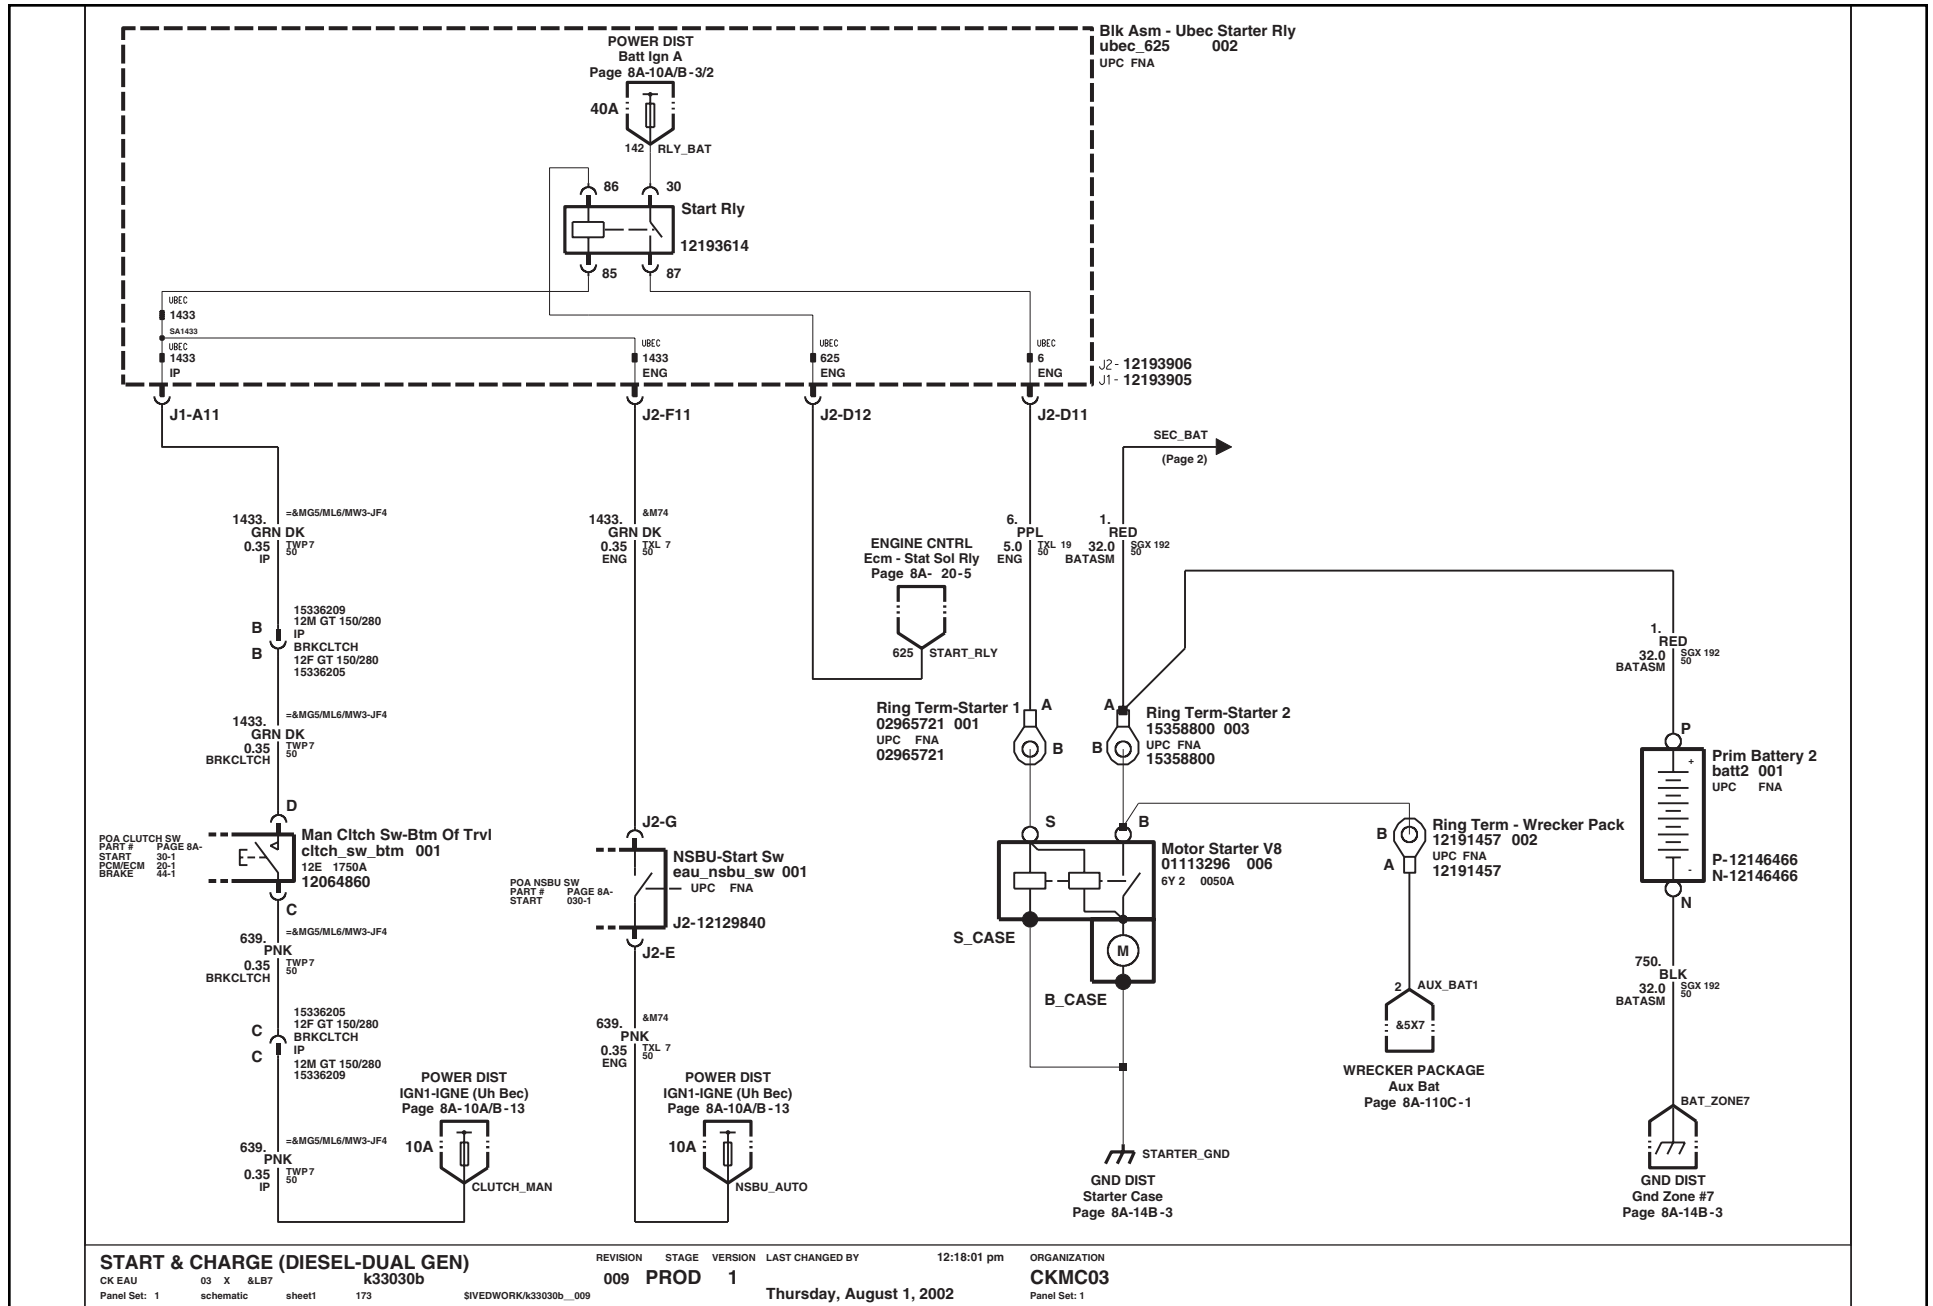 Blk Asm - Ubec Starter Rly
ubec_625 002
UPC FNA
POWER DIST
Batt Ign A
Page 8A-10A/B-3/2
40A
142 RLY_BAT
86 30
Start Rly
12193614
85 87
UBEC
1433
SA1433
UBEC
1433
IP
UBEC
1433
ENG
UBEC
625
ENG
UBEC
6
ENG
J2- 12193906
J1- 12193905
J1-A11
J2-F11
J2-D12
J2-D11
SEC_BAT
(Page 2)
1433. =&MG5/ML6/MW3-JF4
GRN DK
0.35 TWP7
IP 50
1433. &M74
GRN DK
0.35 TXL 7
ENG 50
ENGINE CNTRL
Ecm - Stat Sol Rly
Page 8A- 20-5
625 START_RLY
6.
PPL
5.0 TXL 19
ENG 50
1.
RED
32.0 SGX 192
BATASM 50
1.
RED
32.0 SGX 192
BATASM 50
15336209
12M GT 150/280
B IP
B BRKCLTCH
12F GT 150/280
15336205
1433. =&MG5/ML6/MW3-JF4
GRN DK
0.35 TWP7
BRKCLTCH 50
Ring Term-Starter 1
02965721 001
UPC FNA
02965721
A
B
A
B
Ring Term-Starter 2
15358800 003
UPC FNA
15358800
P
+
Prim Battery 2
batt2 001
UPC FNA
P-12146466
N-12146466
-
N
D
POA CLUTCH SW
PART # PAGE 8A-
START 30-1
PCM/ECM 20-1
BRAKE 44-1
Man Cltch Sw-Btm Of Trvl
cltch_sw_btm 001
12E 1750A
12064860
C
J2-G
POA NSBU SW
PART # PAGE 8A-
START 030-1
NSBU-Start Sw
eau_nsbu_sw 001
UPC FNA
J2-12129840
J2-E
S B
Motor Starter V8
01113296 006
6Y 2 0050A
S_CASE
M
B_CASE
B
A
Ring Term - Wrecker Pack
12191457 002
UPC FNA
12191457
639. =&MG5/ML6/MW3-JF4
PNK
0.35 TWP7
BRKCLTCH 50
15336205
12F GT 150/280
C BRKCLTCH
C IP
12M GT 150/280
15336209
639. &M74
PNK
0.35 TXL 7
ENG 50
2 AUX_BAT1
&5X7
WRECKER PACKAGE
Aux Bat
Page 8A-110C-1
750.
BLK
32.0 SGX 192
BATASM 50
POWER DIST
IGN1-IGNE (Uh Bec)
Page 8A-10A/B-13
10A
CLUTCH_MAN
POWER DIST
IGN1-IGNE (Uh Bec)
Page 8A-10A/B-13
10A
NSBU_AUTO
639. =&MG5/ML6/MW3-JF4
PNK
0.35 TWP7
IP 50
STARTER_GND
GND DIST
Starter Case
Page 8A-14B-3
BAT_ZONE7
GND DIST
Gnd Zone #7
Page 8A-14B-3
START & CHARGE (DIESEL-DUAL GEN)
CK EAU 03 X &LB7 k33030b
Panel Set: 1 schematic sheet1 173 $IVEDWORK/k33030b__009
REVISION STAGE VERSION LAST CHANGED BY 12:18:01 pm
009 PROD 1
Thursday, August 1, 2002
ORGANIZATION
CKMC03
Panel Set: 1